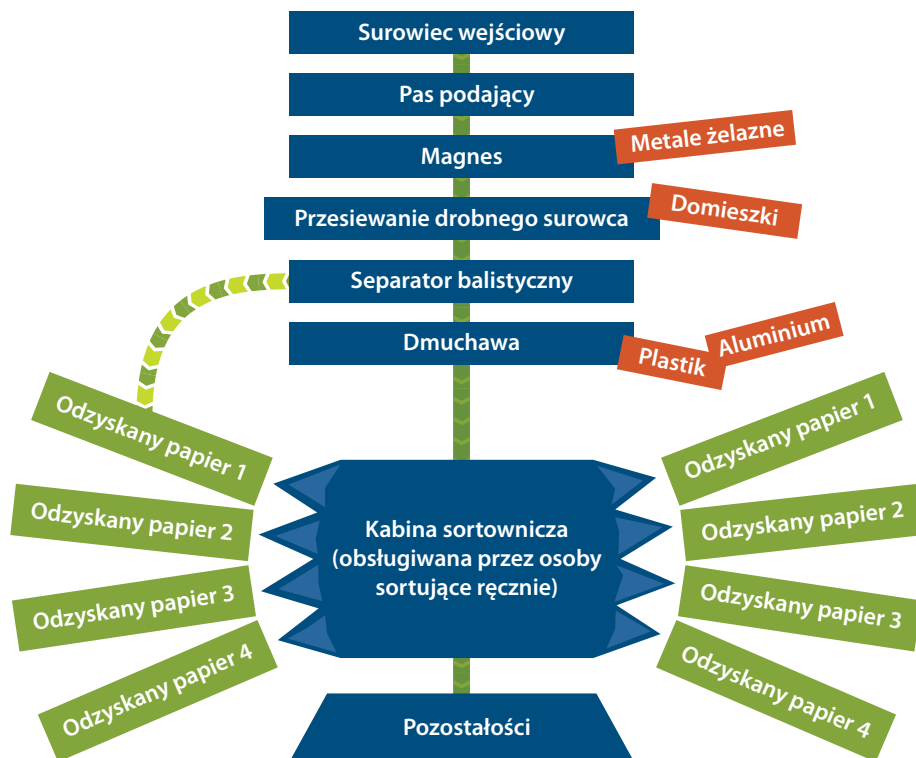 Surowiec wejściowy
Pas podający
Magnes
Metale żelazne
Przesiewanie drobnego surowca
Domieszki
Separator balistyczny
Dmuchawa
Plastik
Aluminium
Odzyskany papier 1
Odzyskany papier 2
Odzyskany papier 3
Odzyskany papier 4
Kabina sortownicza
(obsługiwana przez osoby
sortujące ręcznie)
Odzyskany papier 1
Odzyskany papier 2
Odzyskany papier 3
Odzyskany papier 4
Pozostałości